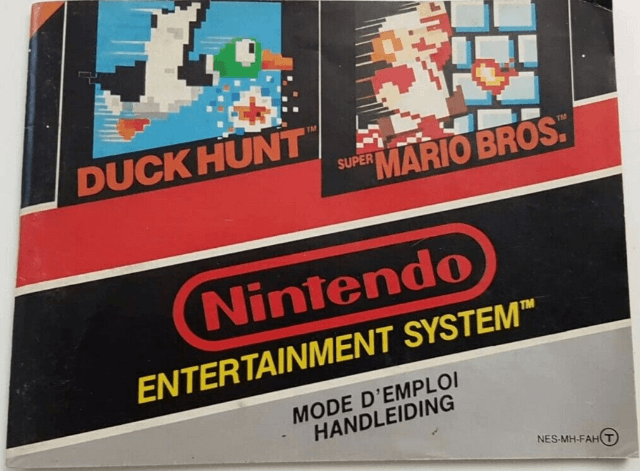 DUCK HUNT™
SUPER MARIO BROS.™
Nintendo
ENTERTAINMENT SYSTEM™
MODE D'EMPLOI
HANDLEIDING
NES-MH-FAH T